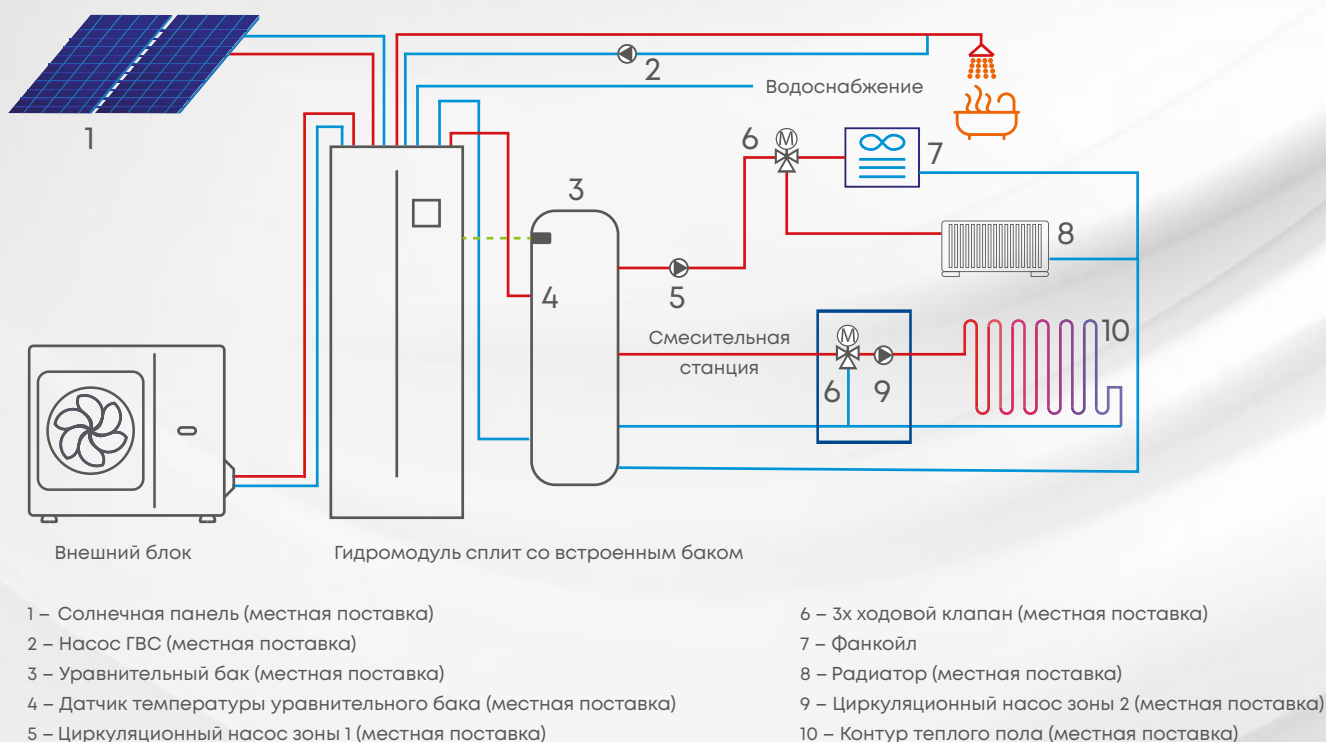 1
2
Водоснабжение
6
M
7
3
8
4
5
Смесительная
станция
M
6
9
10
Внешний блок
Гидромодуль сплит со встроенным баком
1 – Солнечная панель (местная поставка)
2 – Насос ГВС (местная поставка)
3 – Уравнительный бак (местная поставка)
4 – Датчик температуры уравнительного бака (местная поставка)
5 – Циркуляционный насос зоны 1 (местная поставка)
6 – 3х ходовой клапан (местная поставка)
7 – Фанкойл
8 – Радиатор (местная поставка)
9 – Циркуляционный насос зоны 2 (местная поставка)
10 – Контур теплого пола (местная поставка)